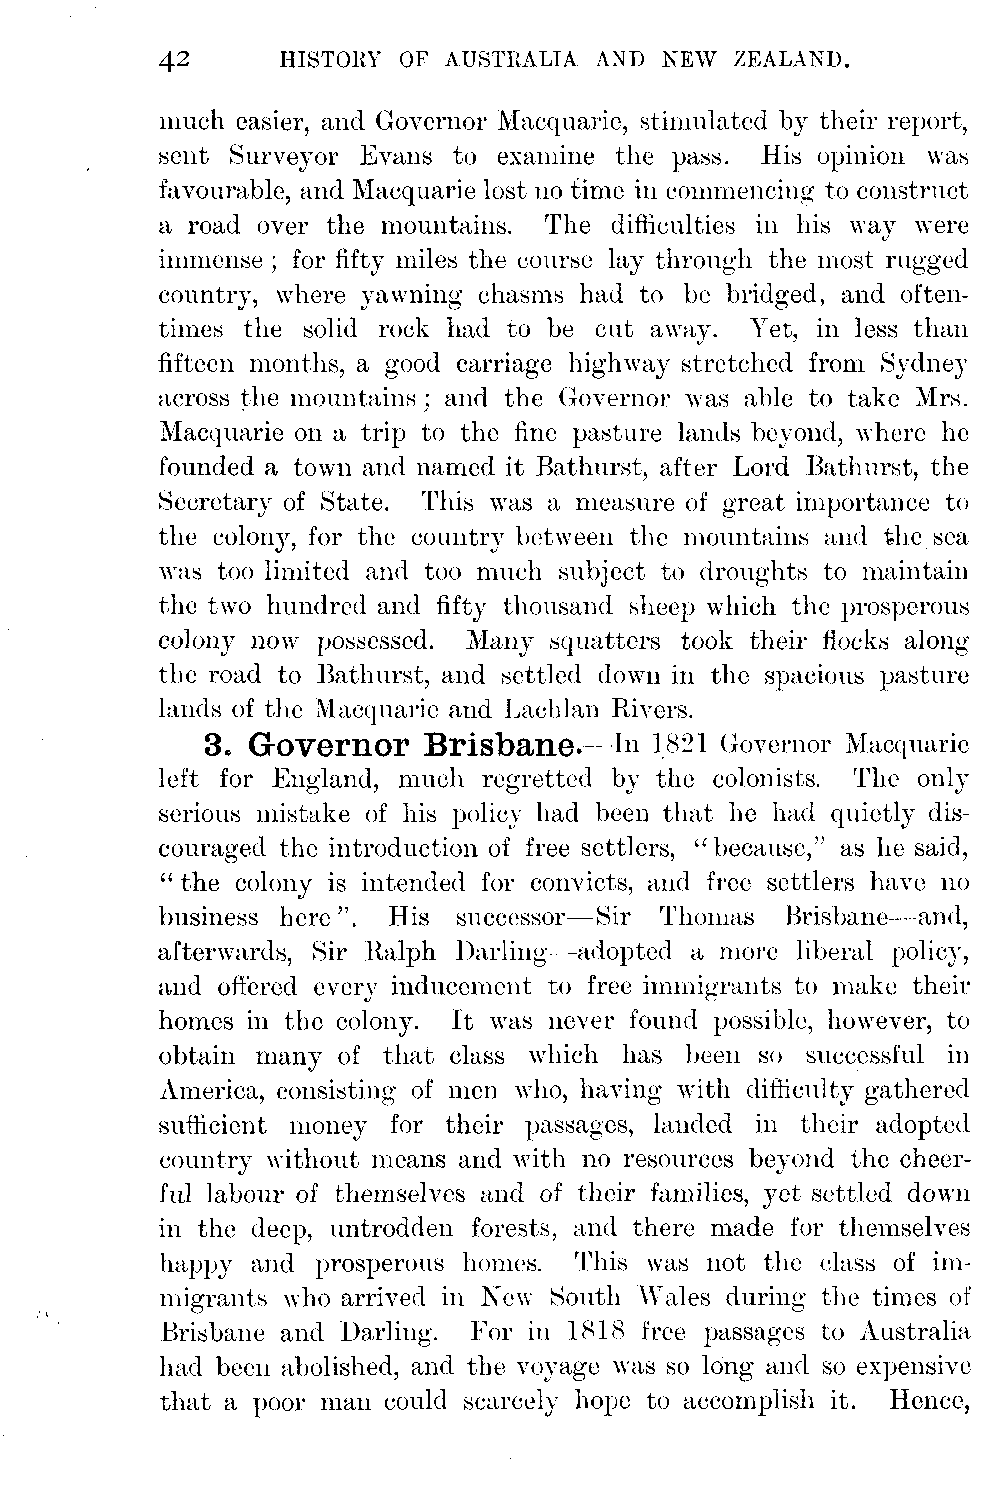 42 HISTORY OF AUSTRALIA AND NEW ZEALAND.
much easier, and Governor Macquarie, stimulated by their report,
sent Surveyor Evans to examine the pass. His opinion was
favourable, and Macquarie lost no time in commencing to construct
a road over the mountains. The difficulties in his way were
immense ; for fifty miles the course lay through the most rugged
country, where yawning chasms had to be bridged, and often-
times the solid rock had to be cut away. Yet, in less than
fifteen months, a good carriage highway stretched from Sydney
across the mountains ; and the Governor was able to take Mrs.
Macquarie on a trip to the fine pasture lands beyond, where he
founded a town and named it Bathurst, after Lord Bathurst, the
Secretary of State. This was a measure of great importance to
the colony, for the country between the mountains and the sea
was too limited and too much subject to droughts to maintain
the two hundred and fifty thousand sheep which the prosperous
colony now possessed. Many squatters took their flocks along
the road to Bathurst, and settled down in the spacious pasture
lands of the Macquarie and Lachlan Rivers.
3. Governor Brisbane.—In 1821 Governor Macquarie
left for England, much regretted by the colonists. The only
serious mistake of his policy had been that he had quietly dis-
couraged the introduction of free settlers, "because," as he said,
"the colony is intended for convicts, and free settlers have no
business here". His successor—Sir Thomas Brisbane—and,
afterwards, Sir Ralph Darling—adopted a more liberal policy,
and offered every inducement to free immigrants to make their
homes in the colony. It was never found possible, however, to
obtain many of that class which has been so successful in
America, consisting of men who, having with difficulty gathered
sufficient money for their passages, landed in their adopted
country without means and with no resources beyond the cheer-
ful labour of themselves and of their families, yet settled down
in the deep, untrodden forests, and there made for themselves
happy and prosperous homes. This was not the class of im-
migrants who arrived in New South Wales during the times of
Brisbane and Darling. For in 1818 free passages to Australia
had been abolished, and the voyage was so long and so expensive
that a poor man could scarcely hope to accomplish it. Hence,